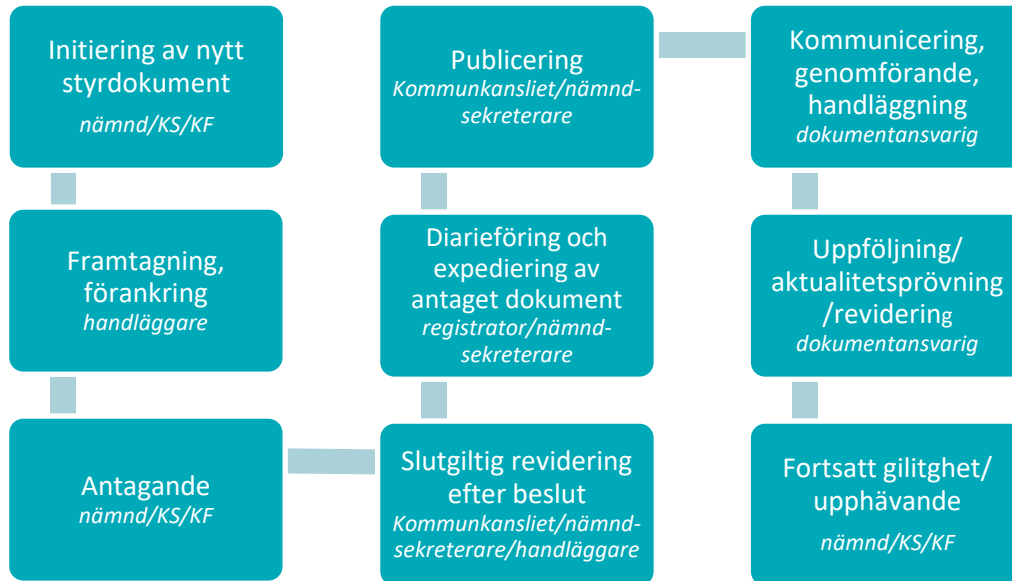 Initiering av nytt
styrdokument
nämnd/KS/KF
Framtagning,
förankring
handläggare
Antagande
nämnd/KS/KF
Slutgiltig revidering
efter beslut
Kommunkansliet/nämnd-
sekreterare/handläggare
Diarieföring och
expediering av
antaget dokument
registrator/nämnd-
sekreterare
Publicering
Kommunkansliet/nämnd-
sekreterare
Kommunicering,
genomförande,
handläggning
dokumentansvarig
Uppföljning/
aktualitetsprövning
/revidering
dokumentansvarig
Fortsatt gilitghet/
upphävande
nämnd/KS/KF